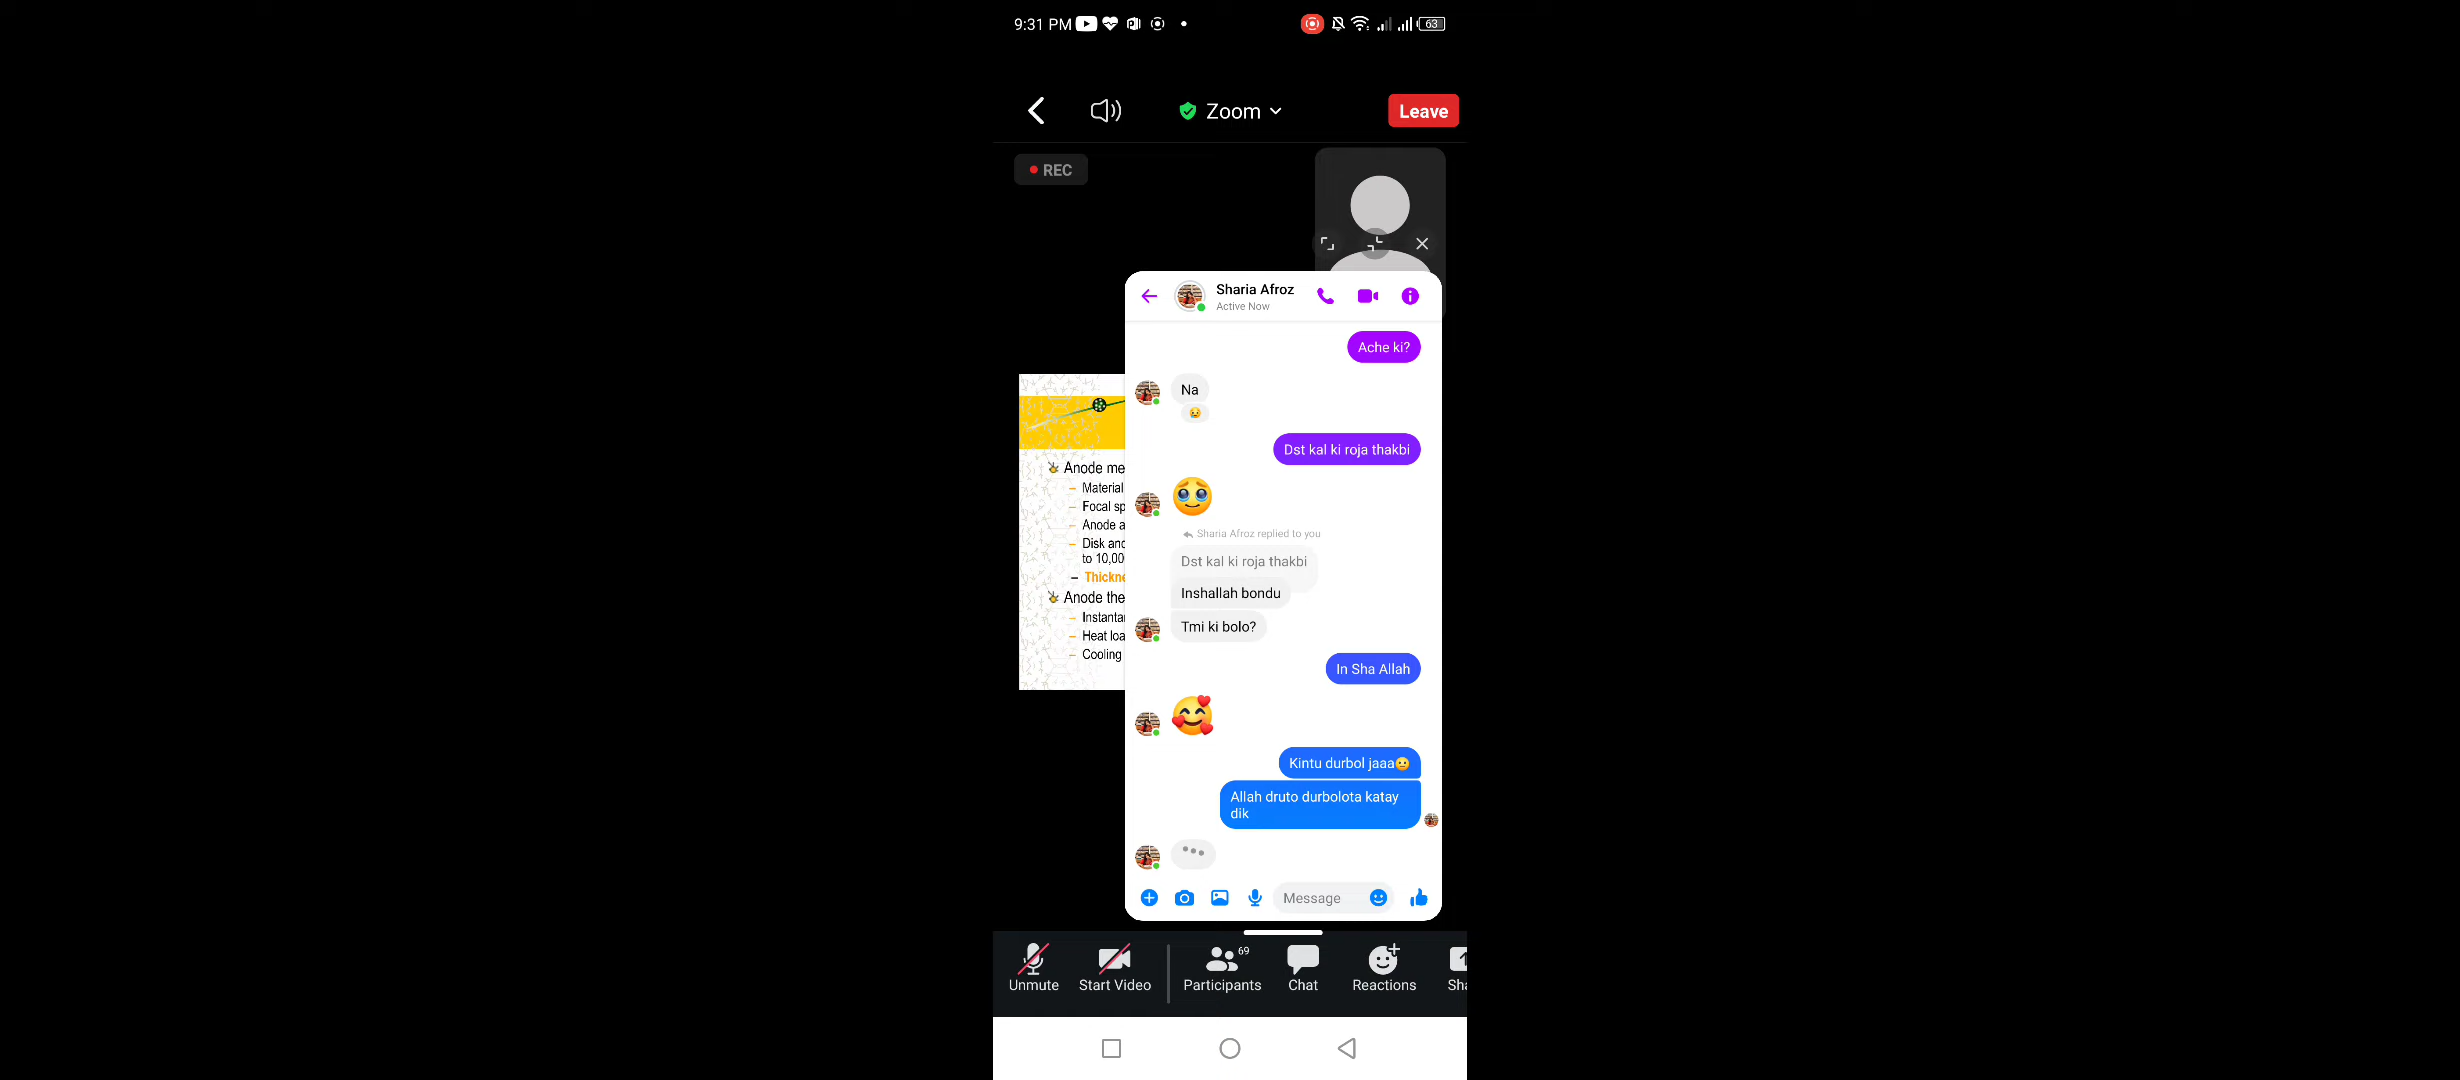 9:31 PM
63
Zoom
Leave
REC
Sharia Afroz
Active Now
Ache ki?
Na
Dst kal ki roja thakbi
Sharia Afroz replied to you
Dst kal ki roja thakbi
Inshallah bondu
Tmi ki bolo?
In Sha Allah
Kintu durbol jaaa😐
Allah druto durbolota katay
dik
Message
Anode me
– Material
– Focal sp
– Anode a
– Disk and
to 10,00
– Thickne
Anode the
– Instanta
– Heat loa
– Cooling
Unmute
Start Video
69
Participants
Chat
Reactions
Sha